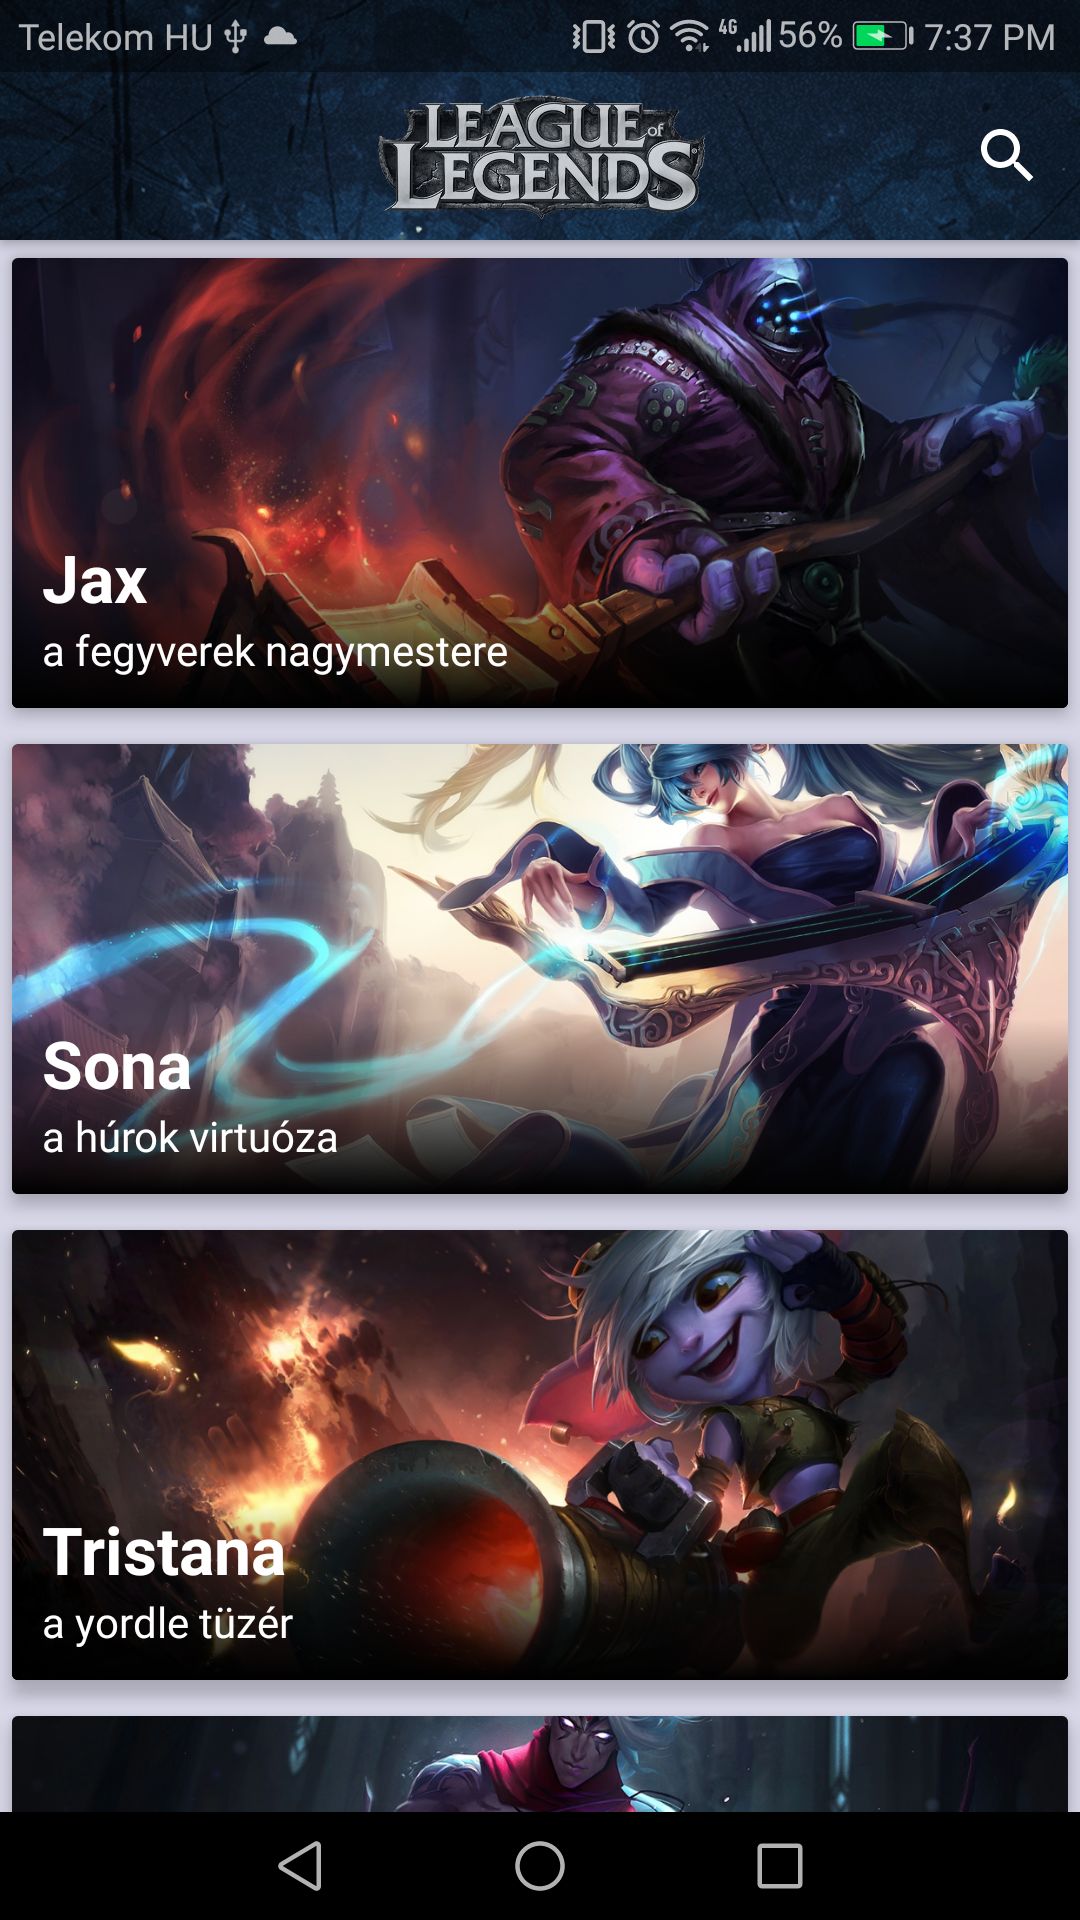 Telekom HU 4G 56% 7:37 PM
LEAGUE of
LEGENDS
Jax
a fegyverek nagymestere
Sona
a húrok virtuóza
Tristana
a yordle tüzér